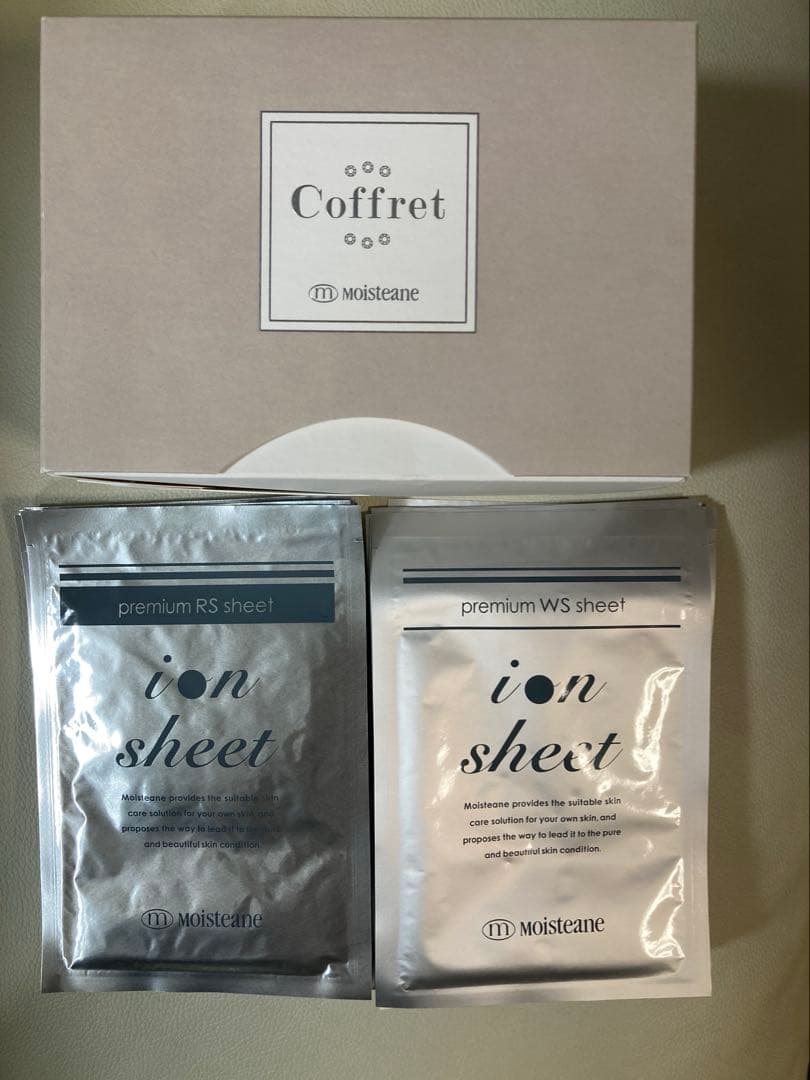 Coffret
m Moisteane
premium RS sheet
ion
sheet
Moisteane provides the suitable skin
care solution for your own skin, and
proposes the way to lead it to the pure
and beautiful skin condition.
m Moisteane
premium WS sheet
ion
sheet
Moisteane provides the suitable skin
care solution for your own skin, and
proposes the way to lead it to the pure
and beautiful skin condition.
m Moisteane